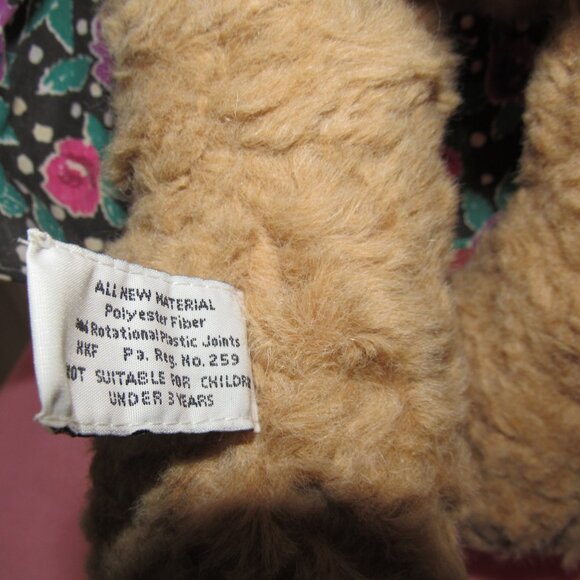 ALL NEW MATERIAL
Polyester Fiber
Rotational Plastic Joints
HKF Pa. Reg. No. 259
NOT SUITABLE FOR CHILDR
UNDER 3 YEARS